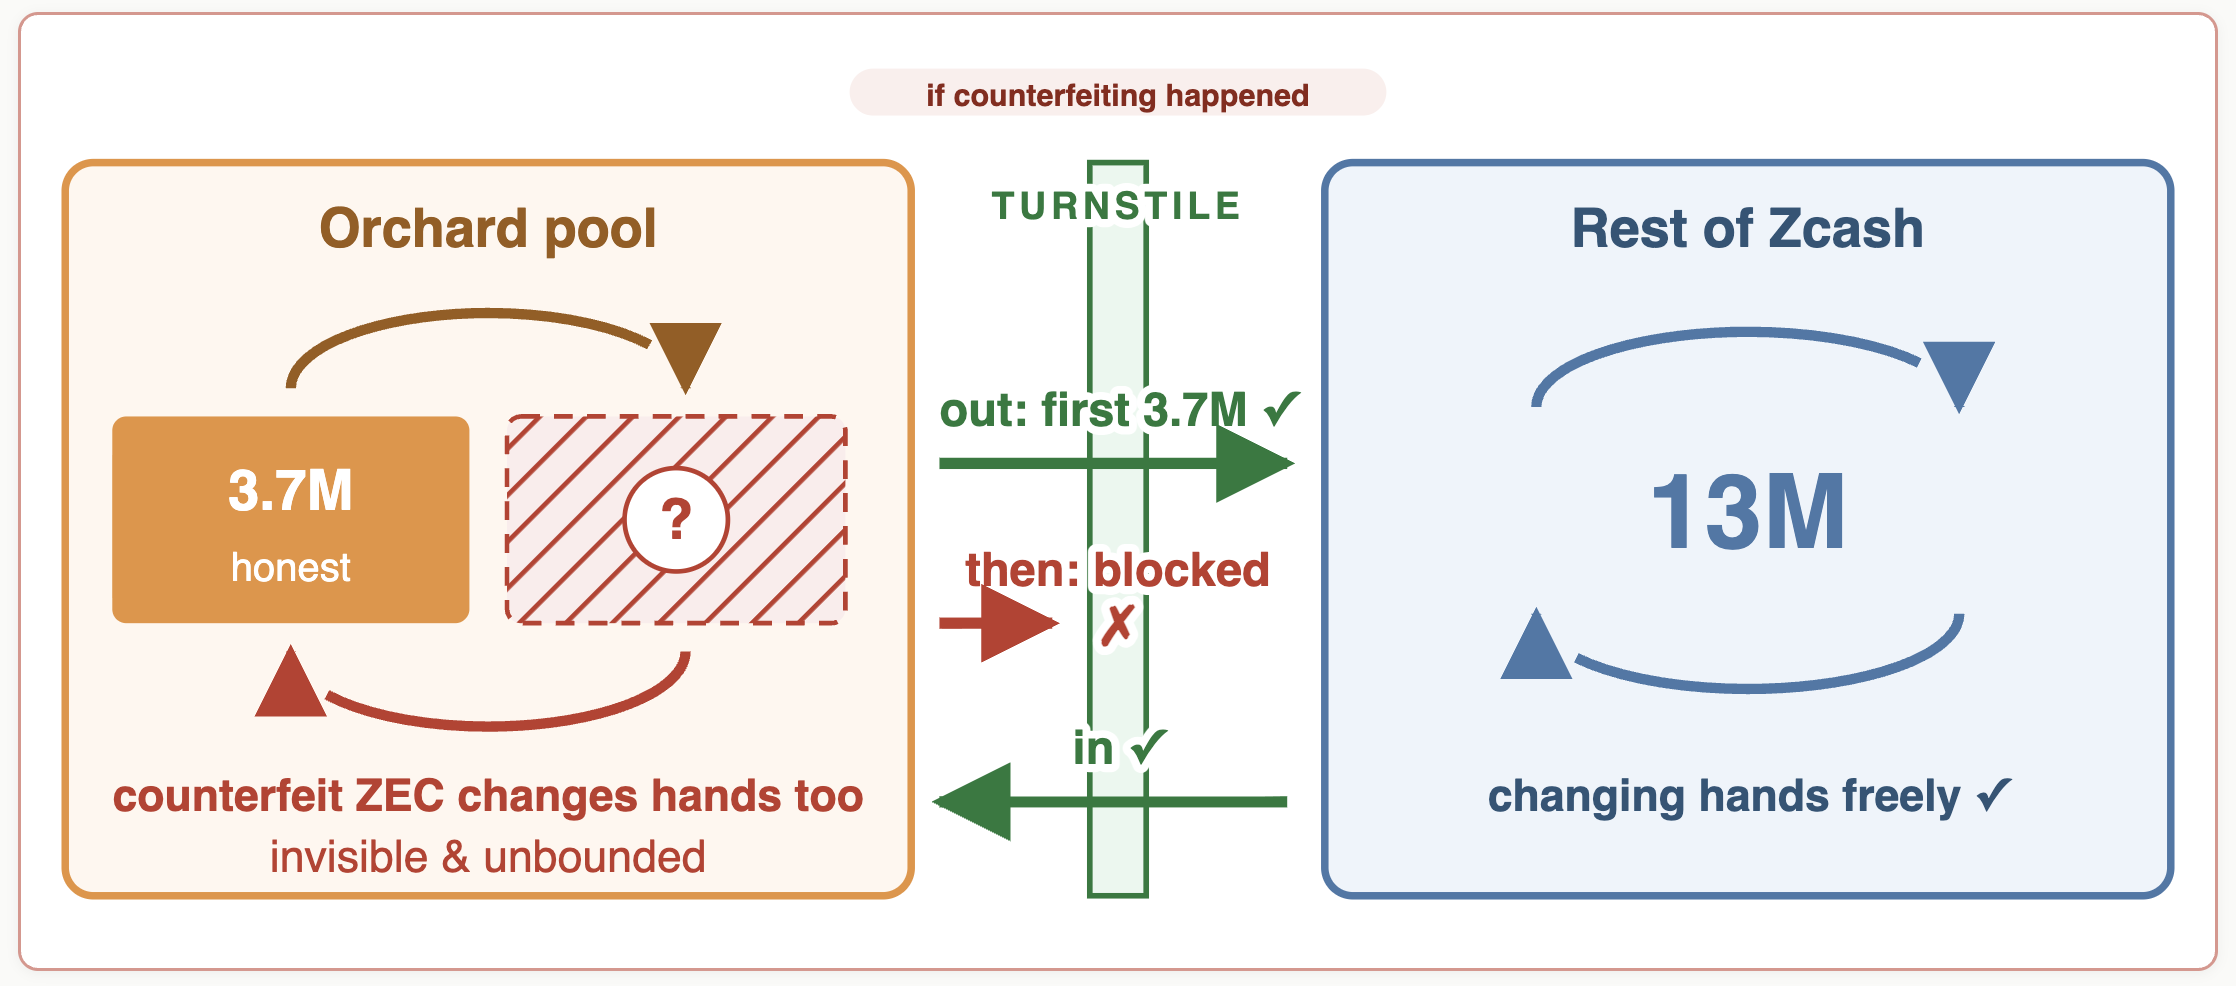 if counterfeiting happened
Orchard pool
3.7M
honest
?
counterfeit ZEC changes hands too
invisible & unbounded
TURNSTILE
out: first 3.7M ✓
then: blocked
✗
in ✓
Rest of Zcash
13M
changing hands freely ✓